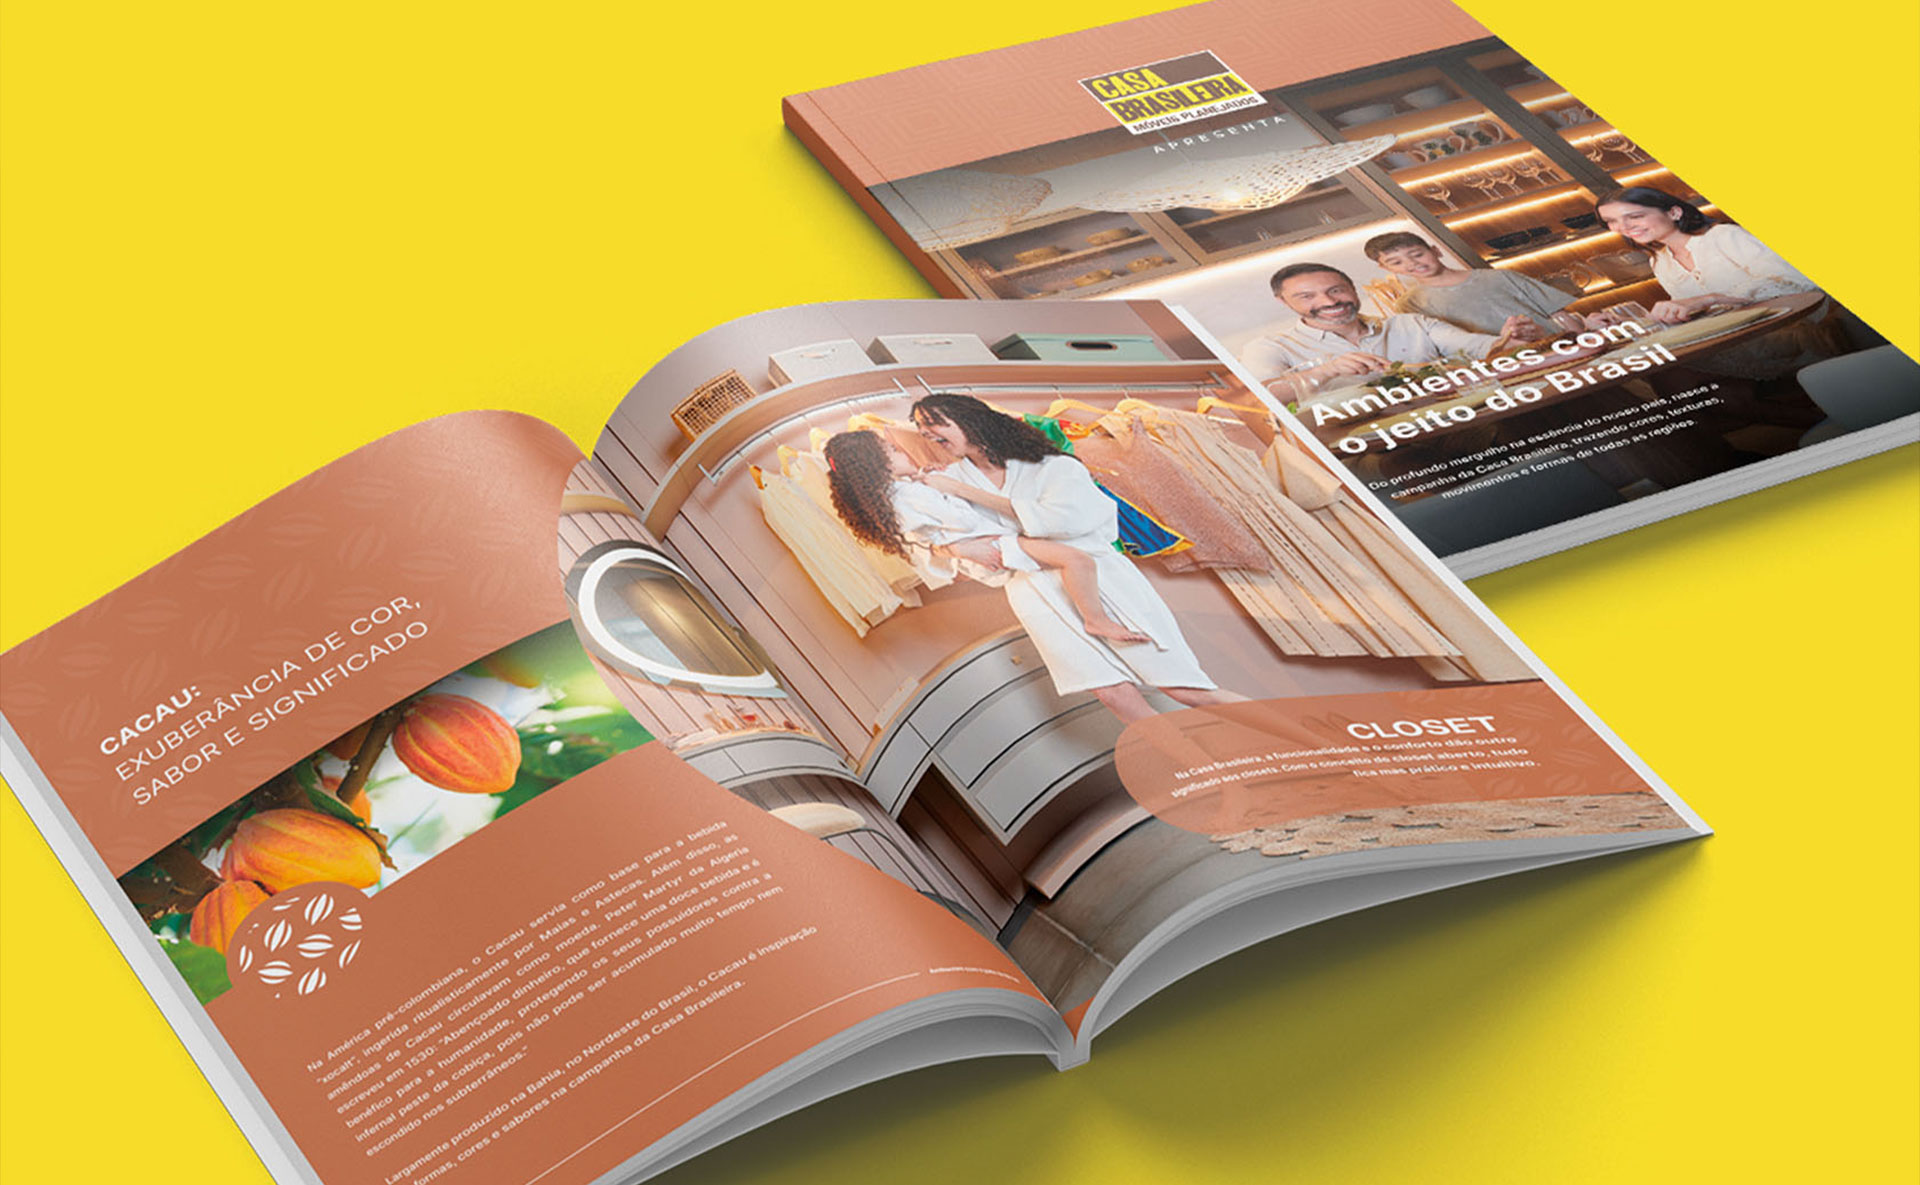 CASA
BRASILEIRA
MÓVEIS PLANEJADOS
APRESENTA
Ambientes com
o jeito do Brasil
Do profundo mergulho na essência do nosso país, nasse a
campanha da Casa Brasileira, trazendo cores, texturas,
movimentos e formas de todas as regiões.
CACAU:
EXUBERÂNCIA DE COR,
SABOR E SIGNIFICADO
Na América pré-colombiana, o Cacau servia como base para a bebida
"xocalt", ingerida ritualisticamente por Maias e Astecas. Além disso, as
amêndoas de Cacau circulavam como moeda. Peter Martyr da Algeria
escreveu em 1530: "Abençoado dinheiro, que fornece uma doce bebida e é
benéfico para a humanidade, protegendo os seus possuidores contra a
infernal peste da cobiça, pois não pode ser acumulado muito tempo nem
escondido nos subterrâneos."
Largamente produzido na Bahia, no Nordeste do Brasil, o Cacau é inspiração
formas, cores e sabores na campanha da Casa Brasileira.
CLOSET
Na Casa Brasileira, a funcionalidade e o conforto dão outro
significado aos closets. Com o conceito de closet aberto, tudo
fica mas prático e intuitivo.